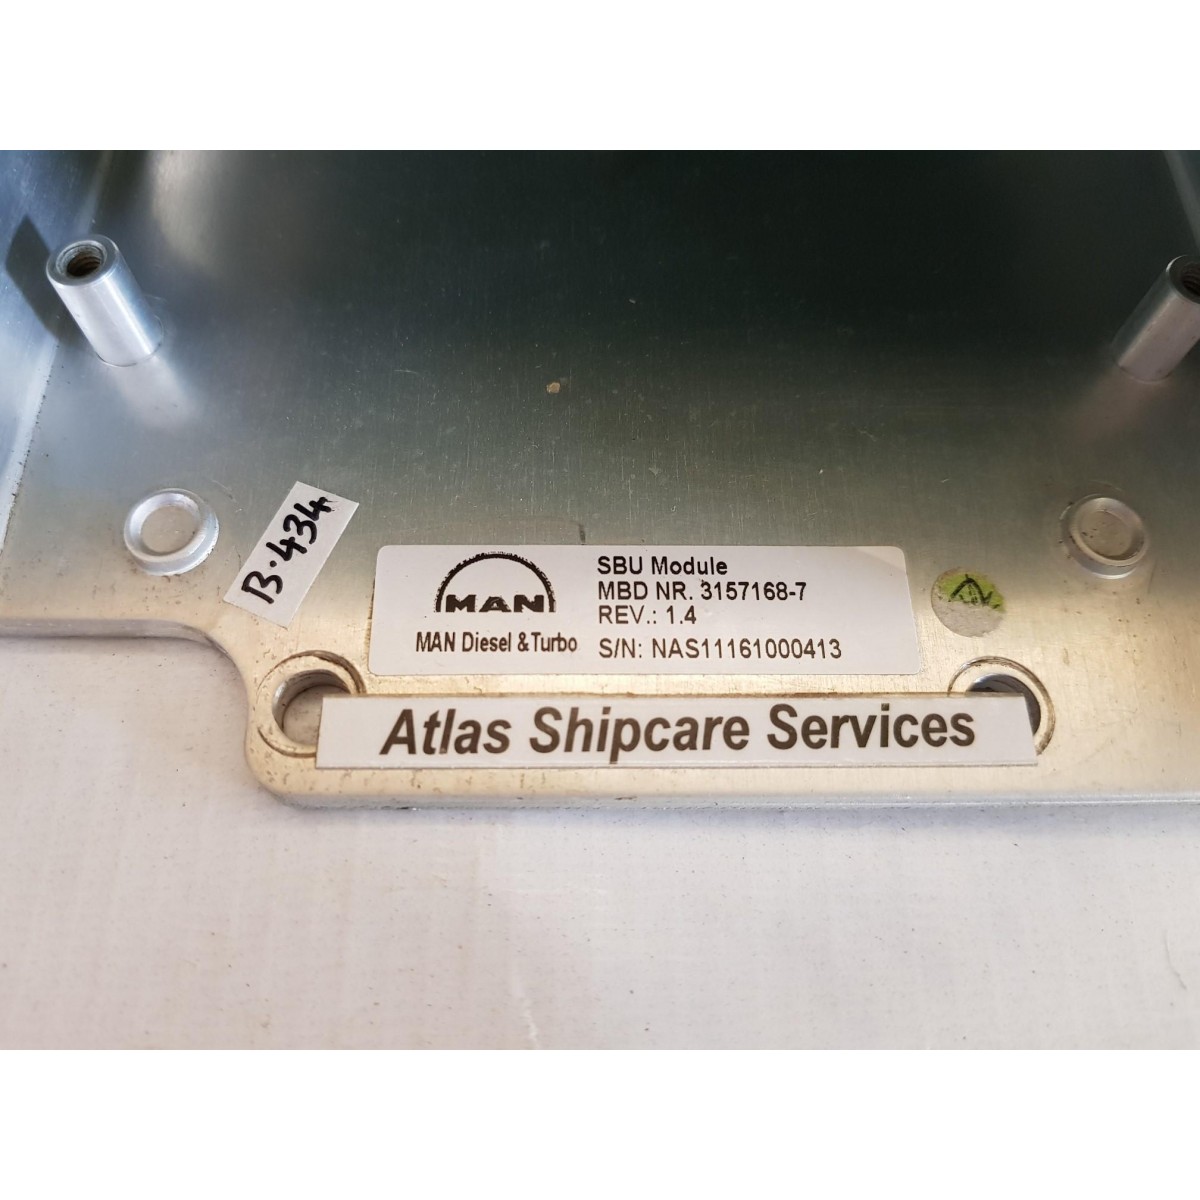 B.434
MAN
MAN Diesel & Turbo
SBU Module
MBD NR. 3157168-7
REV.: 1.4
S/N: NAS11161000413
Atlas Shipcare Services